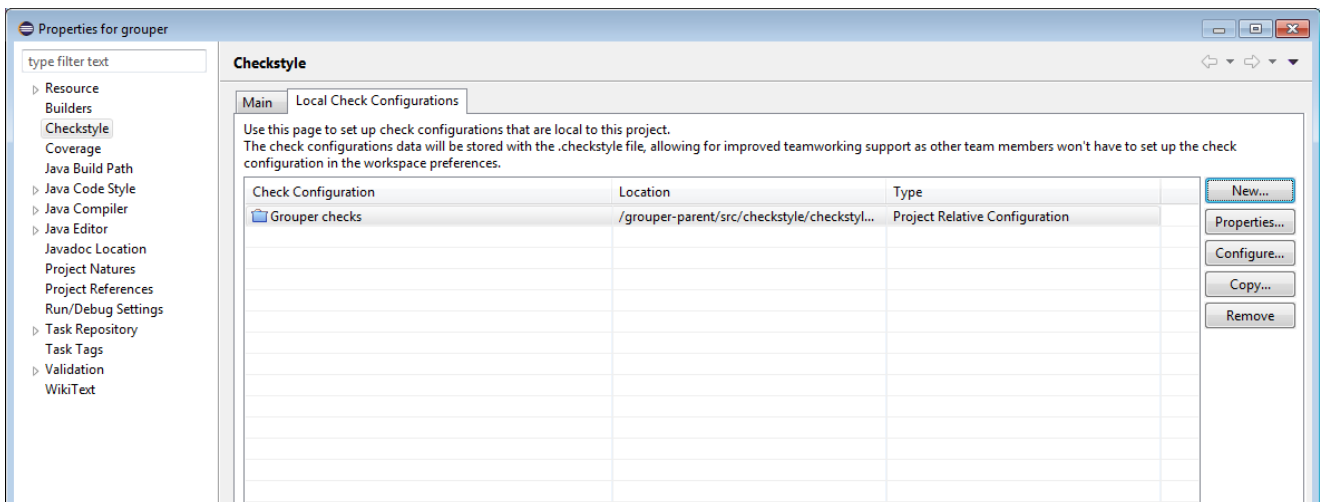 Properties for grouper
type filter text
Resource
Builders
Checkstyle
Coverage
Java Build Path
Java Code Style
Java Compiler
Java Editor
Javadoc Location
Project Natures
Project References
Run/Debug Settings
Task Repository
Task Tags
Validation
WikiText
Checkstyle
Main Local Check Configurations
Use this page to set up check configurations that are local to this project.
The check configurations data will be stored with the .checkstyle file, allowing for improved teamworking support as other team members won't have to set up the check
configuration in the workspace preferences.
Check Configuration Location Type
Grouper checks /grouper-parent/src/checkstyle/checkstyl... Project Relative Configuration
New...
Properties...
Configure...
Copy...
Remove